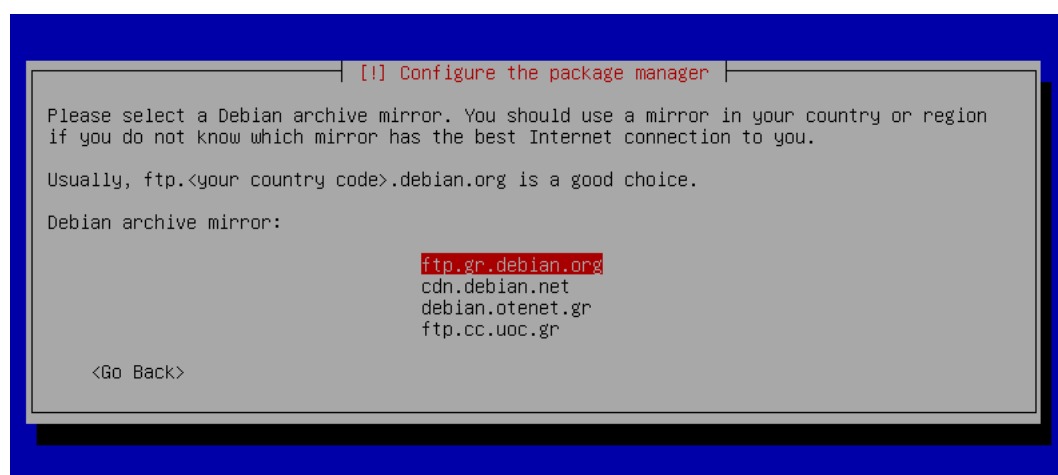 [!] Configure the package manager
Please select a Debian archive mirror. You should use a mirror in your country or region
if you do not know which mirror has the best Internet connection to you.
Usually, ftp.<your country code>.debian.org is a good choice.
Debian archive mirror:
ftp.gr.debian.org
cdn.debian.net
debian.otenet.gr
ftp.cc.uoc.gr
<Go Back>